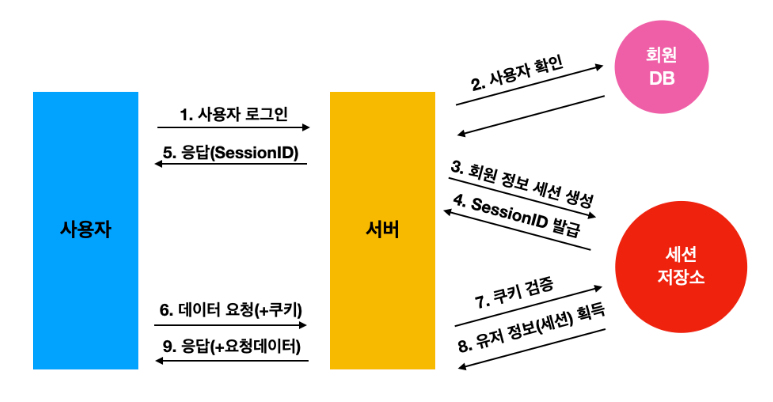 회원
DB
2. 사용자 확인
1. 사용자 로그인
5. 응답(SessionID)
3. 회원 정보 세션 생성
4. SessionID 발급
사용자
서버
세션
저장소
6. 데이터 요청(+쿠키)
7. 쿠키 검증
8. 유저 정보(세션) 획득
9. 응답(+요청데이터)